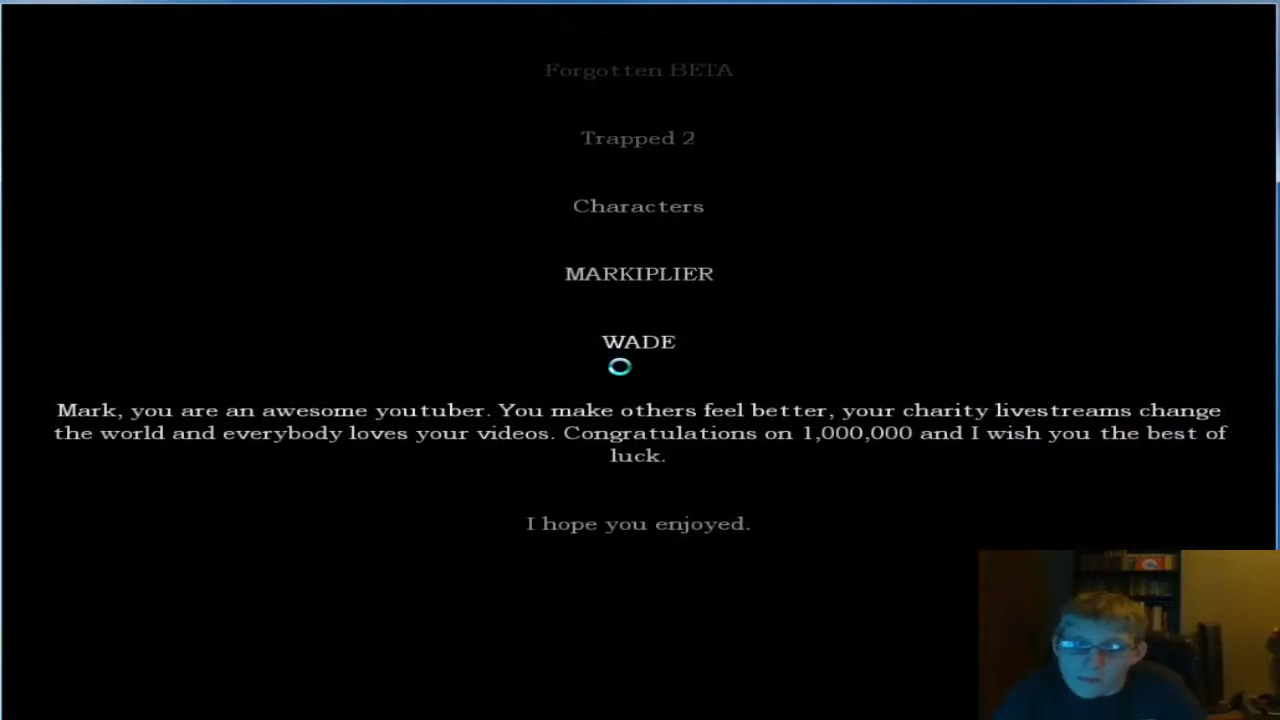 Forgotten BETA
Trapped 2
Characters
MARKIPLIER
WADE
Mark, you are an awesome youtuber. You make others feel better, your charity livestreams change
the world and everybody loves your videos. Congratulations on 1,000,000 and I wish you the best of
luck.
I hope you enjoyed.